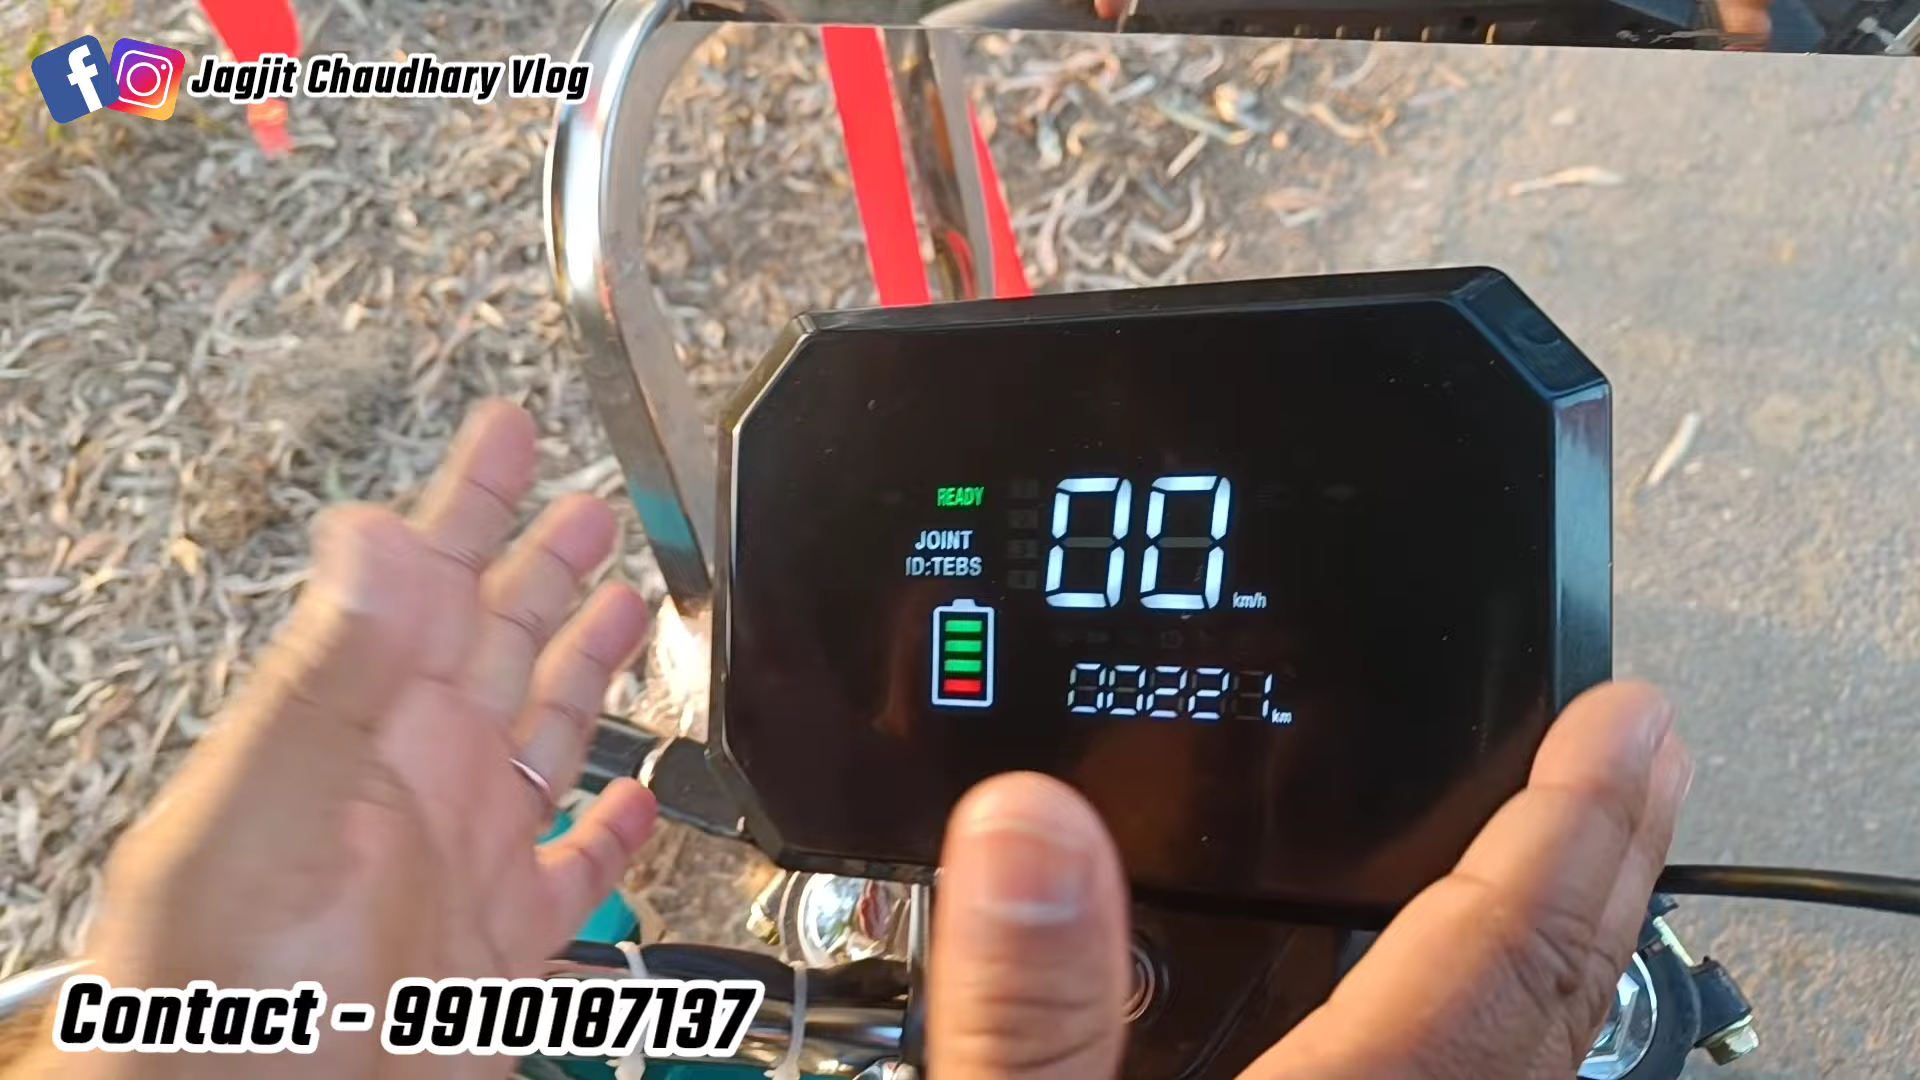 Jagjit Chaudhary Vlog
READY
00 km/h
JOINT
ID:TEBS
00221 km
Contact - 9910187137